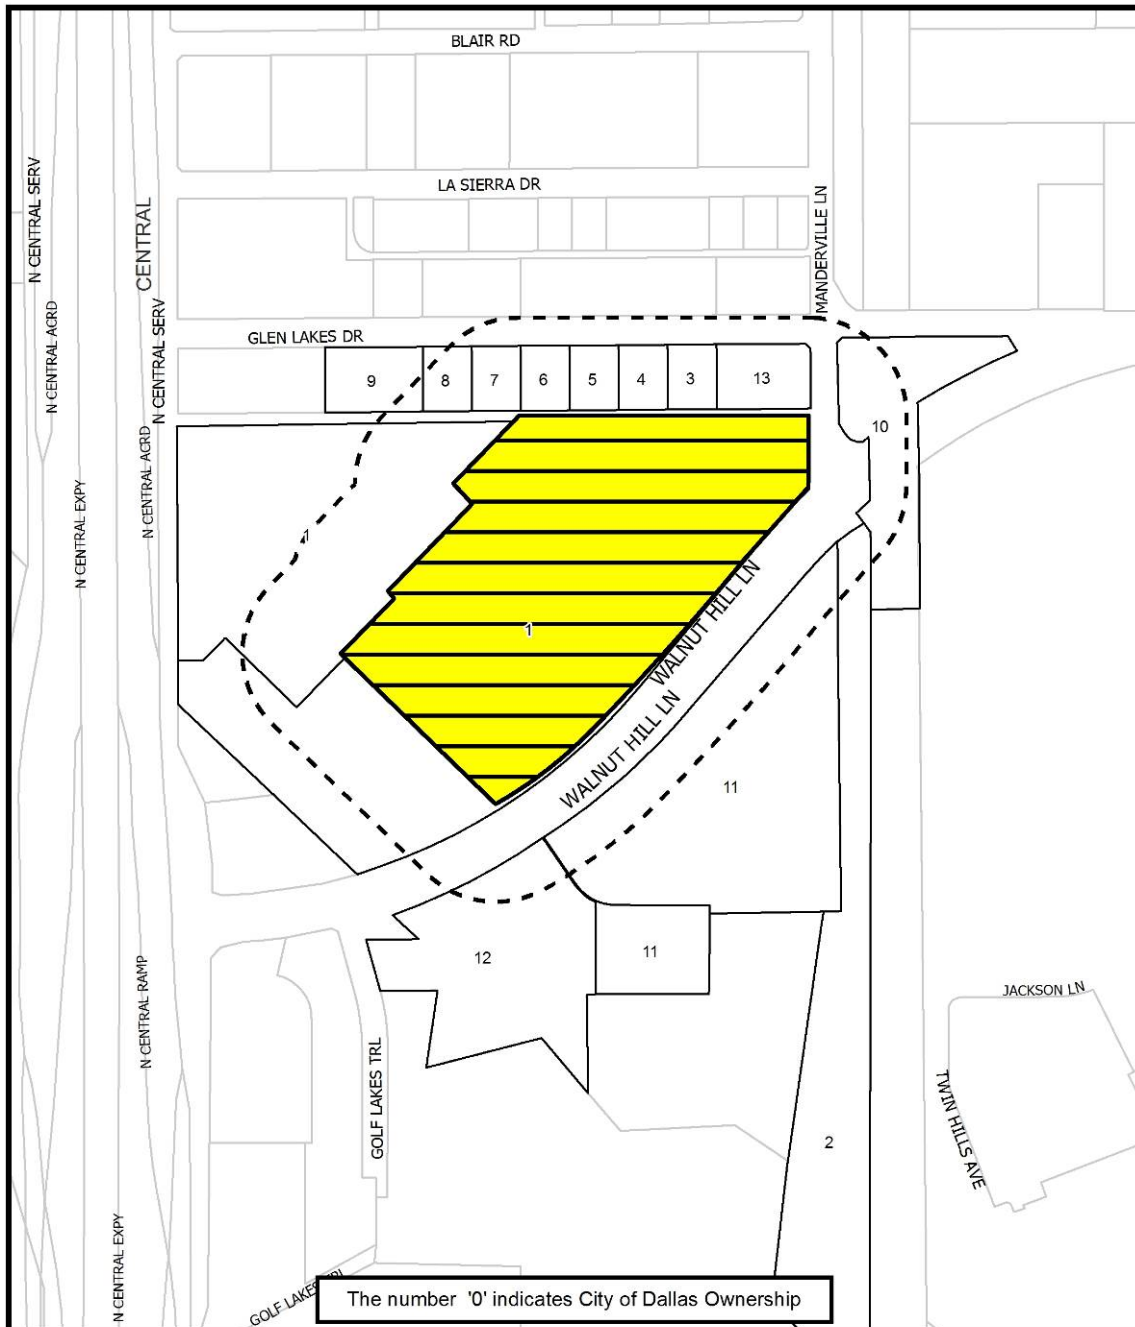 BLAIR RD
LA SIERRA DR
N CENTRAL SERV
CENTRAL
MANDERVILLE LN
N CENTRAL ACRD
N CENTRAL SERV
GLEN LAKES DR
9
8
7
6
5
4
3
13
10
N CENTRAL ACRD
N CENTRAL EXPY
1
1
WALNUT HILL LN
WALNUT HILL LN
11
12
11
N CENTRAL RAMP
JACKSON LN
GOLF LAKES TRL
TWIN HILLS AVE
2
N CENTRAL EXPY
GOLF LAKES
The number '0' indicates City of Dallas Ownership